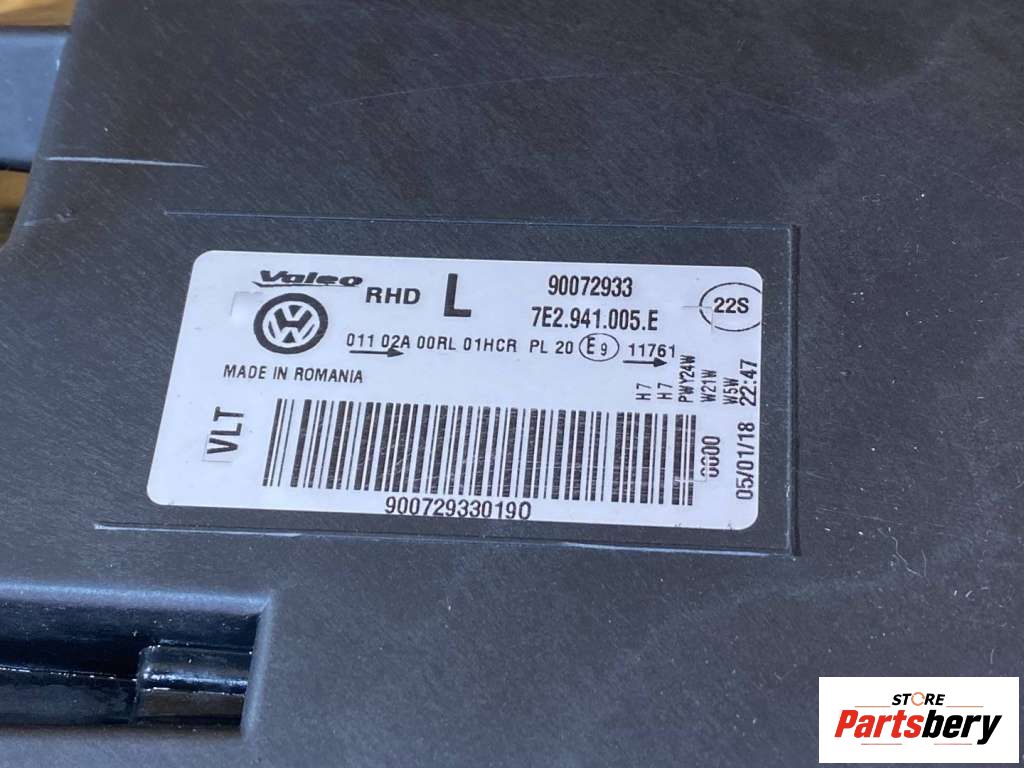 Valeo RHD L 90072933
7E2.941.005.E 22S
011 02A 00RL 01HCR PL 20 E9 11761
MADE IN ROMANIA
H7
H7
PWY24W
W21W
W5W
VLT
0000
05/01/18 22:47
900729330190
STORE
Partsbery